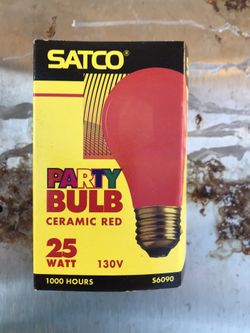 SATCO®
PARTY
BULB
CERAMIC RED
25
WATT 130V
1000 HOURS S6090